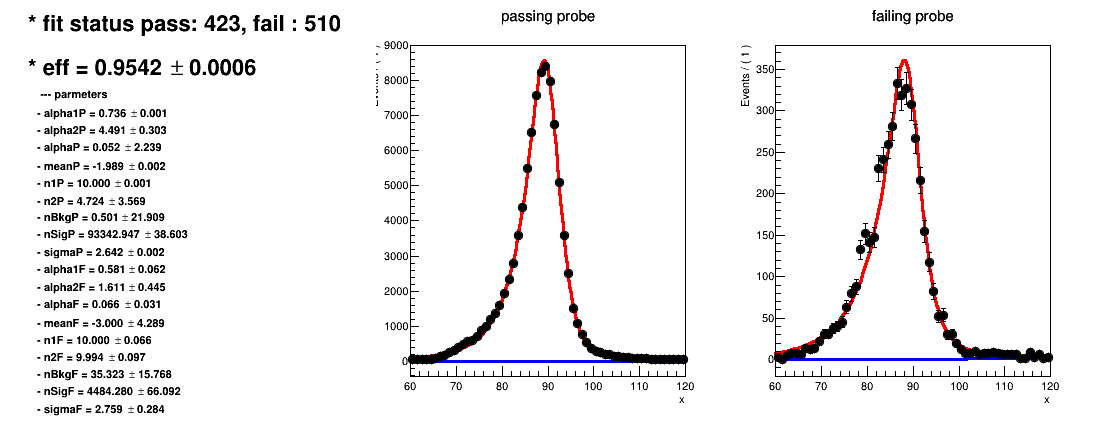 * fit status pass: 423, fail : 510
* eff = 0.9542 ± 0.0006
--- parmeters
- alpha1P = 0.736 ± 0.001
- alpha2P = 4.491 ± 0.303
- alphaP = 0.052 ± 2.239
- meanP = -1.989 ± 0.002
- n1P = 10.000 ± 0.001
- n2P = 4.724 ± 3.569
- nBkgP = 0.501 ± 21.909
- nSigP = 93342.947 ± 38.603
- sigmaP = 2.642 ± 0.002
- alpha1F = 0.581 ± 0.062
- alpha2F = 1.611 ± 0.445
- alphaF = 0.066 ± 0.031
- meanF = -3.000 ± 4.289
- n1F = 10.000 ± 0.066
- n2F = 9.994 ± 0.097
- nBkgF = 35.323 ± 15.768
- nSigF = 4484.280 ± 66.092
- sigmaF = 2.759 ± 0.284
passing probe
9000
8000
7000
6000
5000
4000
3000
2000
1000
0
60 70 80 90 100 110 120
x
failing probe
Events / ( 1 )
350
300
250
200
150
100
50
0
60 70 80 90 100 110 120
x